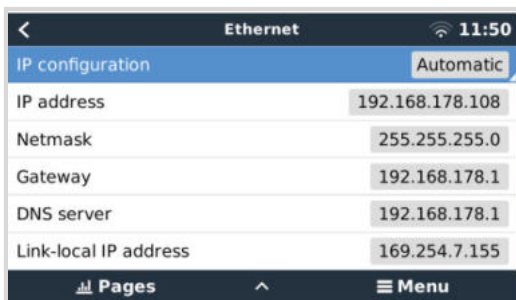 Ethernet 11:50
IP configuration Automatic
IP address 192.168.178.108
Netmask 255.255.255.0
Gateway 192.168.178.1
DNS server 192.168.178.1
Link-local IP address 169.254.7.155
Pages Menu